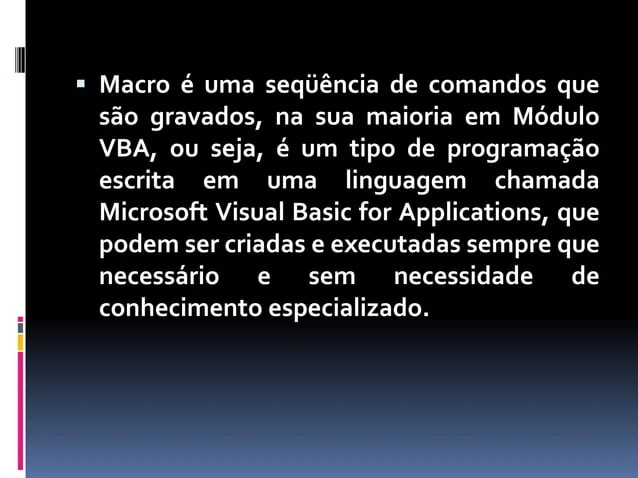 ▪ Macro é uma seqüência de comandos que
são gravados, na sua maioria em Módulo
VBA, ou seja, é um tipo de programação
escrita em uma linguagem chamada
Microsoft Visual Basic for Applications, que
podem ser criadas e executadas sempre que
necessário e sem necessidade de
conhecimento especializado.